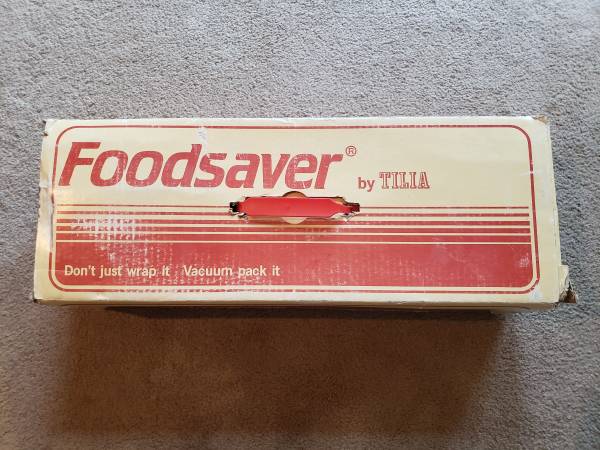 Foodsaver®
by TILIA
Don't just wrap it Vacuum pack it